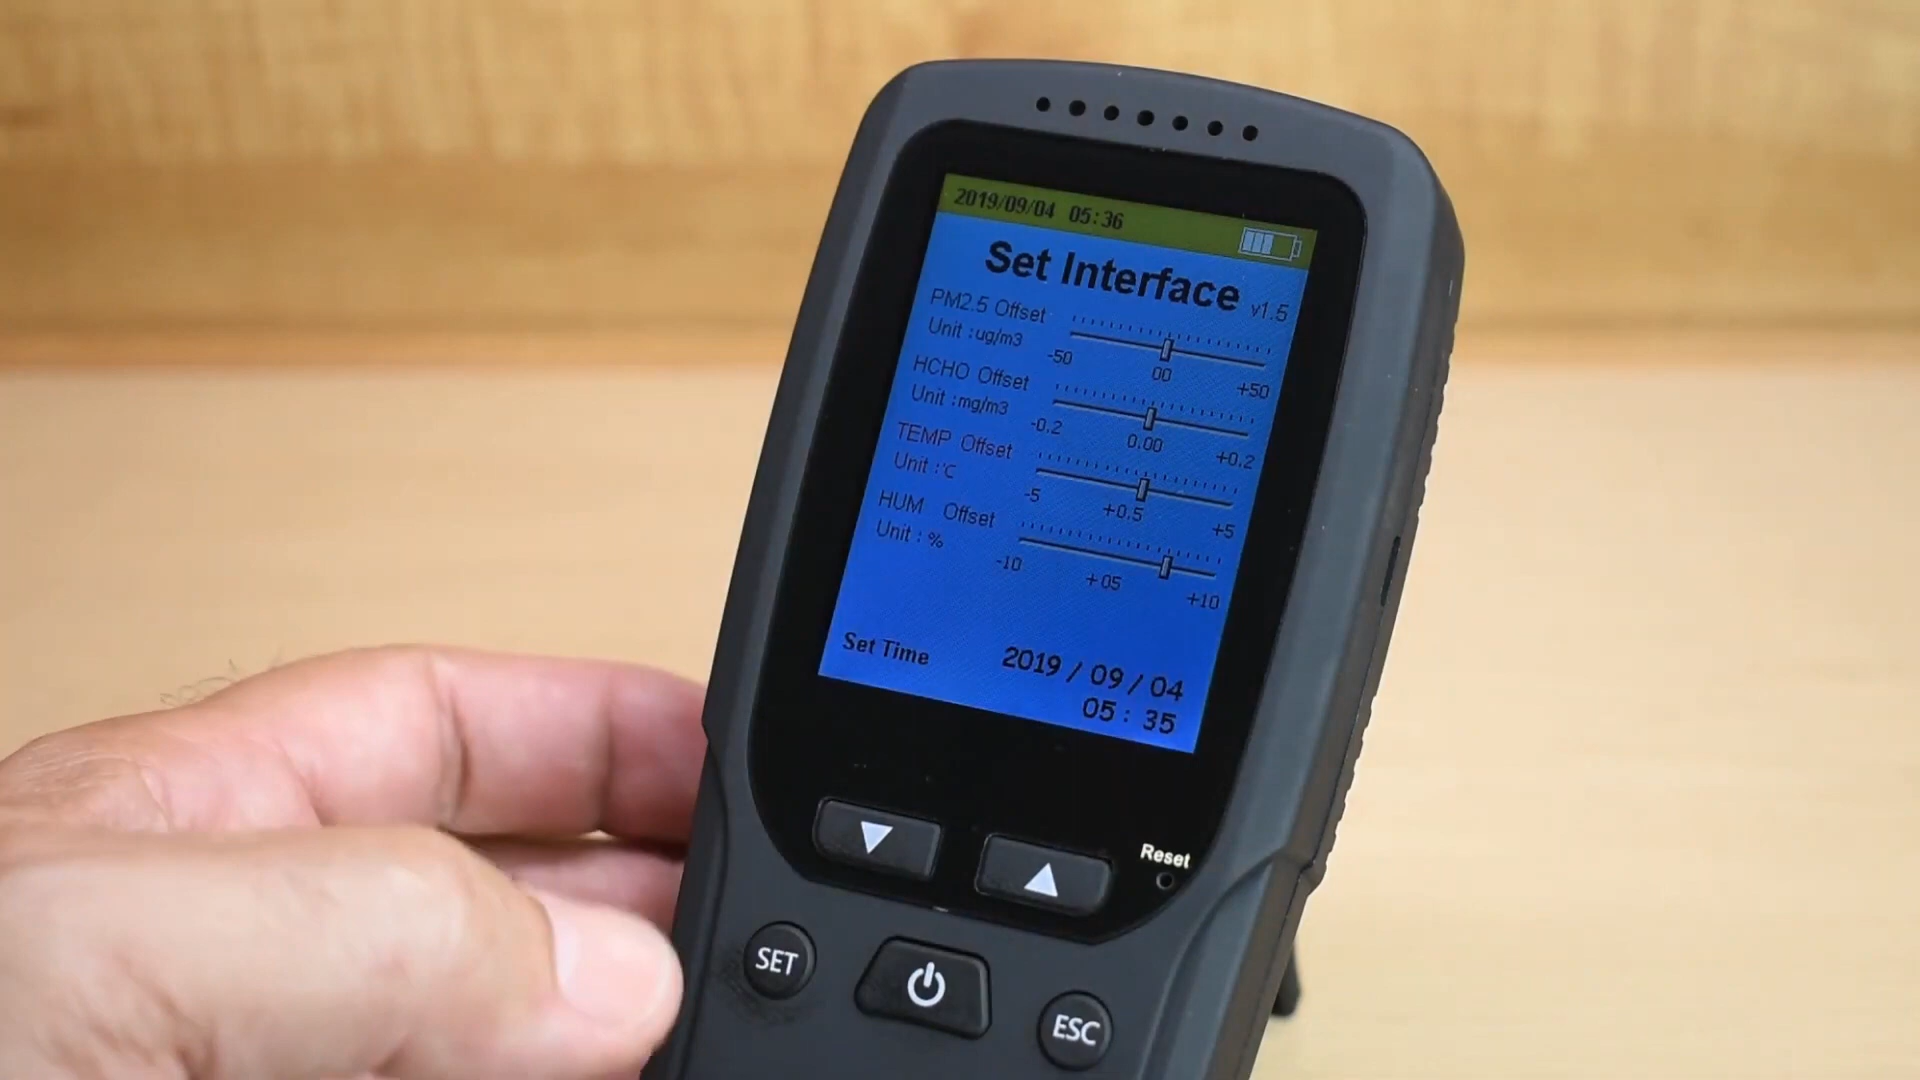 2019/09/04 05:36
Set Interface v1.5
PM2.5 Offset
Unit :ug/m3
-50 00 +50
HCHO Offset
Unit :mg/m3
-0.2 0.00 +0.2
TEMP Offset
Unit :℃
-5 +0.5 +5
HUM Offset
Unit : %
-10 +05 +10
Set Time 2019 / 09 / 04
05 : 35
Reset
SET
ESC